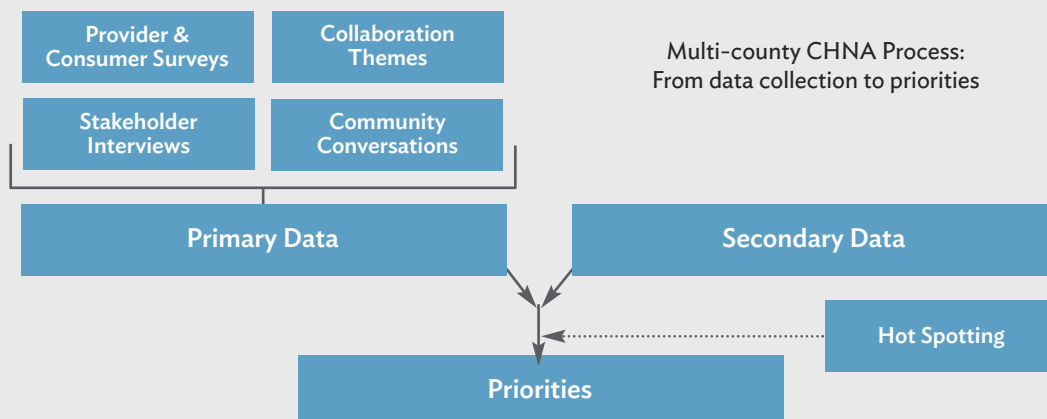 Provider &
Consumer Surveys
Collaboration
Themes
Multi-county CHNA Process:
From data collection to priorities
Stakeholder
Interviews
Community
Conversations
Primary Data
Secondary Data
Hot Spotting
Priorities